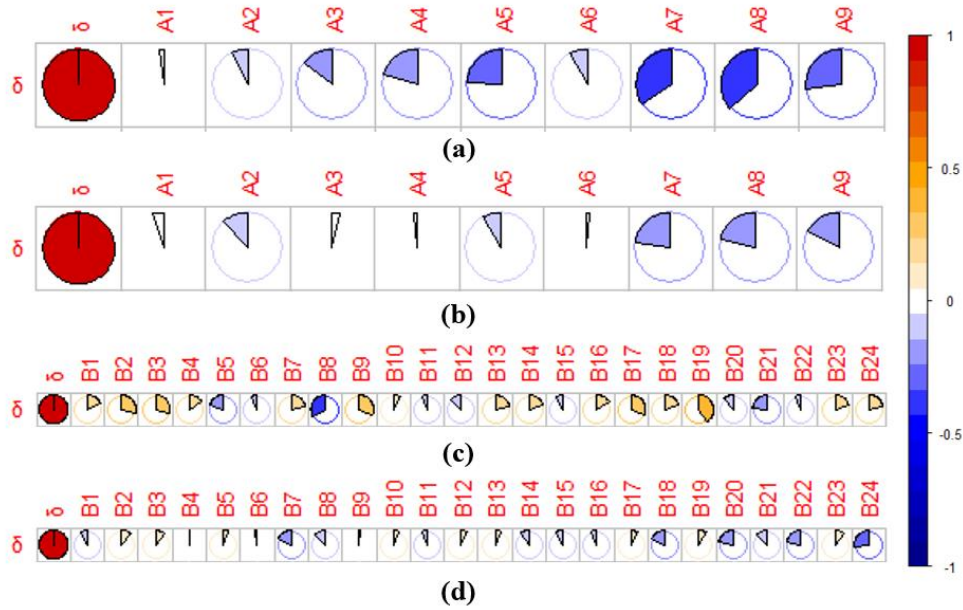 δ A1 A2 A3 A4 A5 A6 A7 A8 A9
δ
(a)
δ A1 A2 A3 A4 A5 A6 A7 A8 A9
δ
(b)
δ B1 B2 B3 B4 B5 B6 B7 B8 B9 B10 B11 B12 B13 B14 B15 B16 B17 B18 B19 B20 B21 B22 B23 B24
δ
(c)
δ B1 B2 B3 B4 B5 B6 B7 B8 B9 B10 B11 B12 B13 B14 B15 B16 B17 B18 B19 B20 B21 B22 B23 B24
δ
(d)
1
0.5
0
-0.5
-1